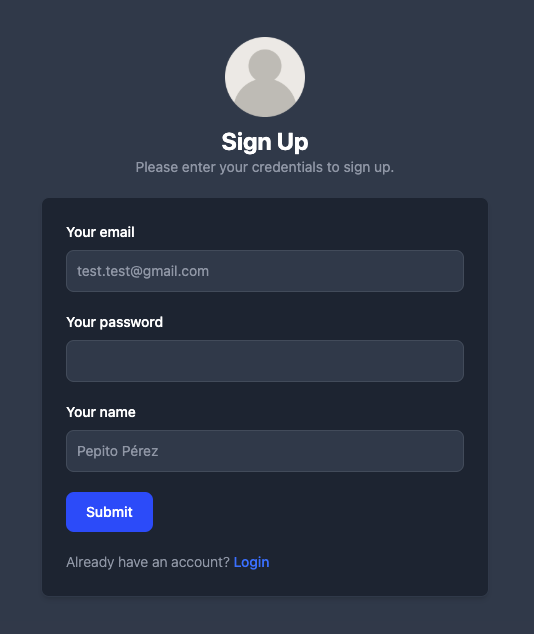 Sign Up
Please enter your credentials to sign up.
Your email
test.test@gmail.com
Your password
Your name
Pepito Pérez
Submit
Already have an account? Login